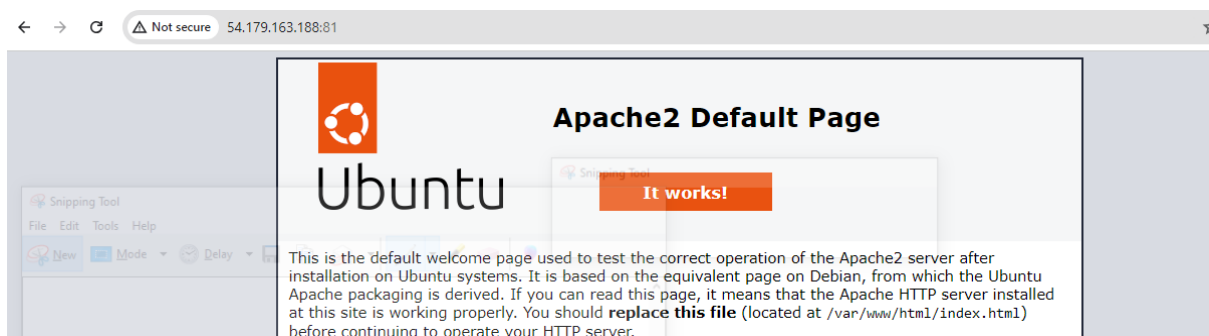 Not secure 54.179.163.188:81
Apache2 Default Page
Ubuntu
Snipping Tool
It works!
Snipping Tool
File Edit Tools Help
New Mode Delay
This is the default welcome page used to test the correct operation of the Apache2 server after
installation on Ubuntu systems. It is based on the equivalent page on Debian, from which the Ubuntu
Apache packaging is derived. If you can read this page, it means that the Apache HTTP server installed
at this site is working properly. You should replace this file (located at /var/www/html/index.html)
before continuing to operate your HTTP server.